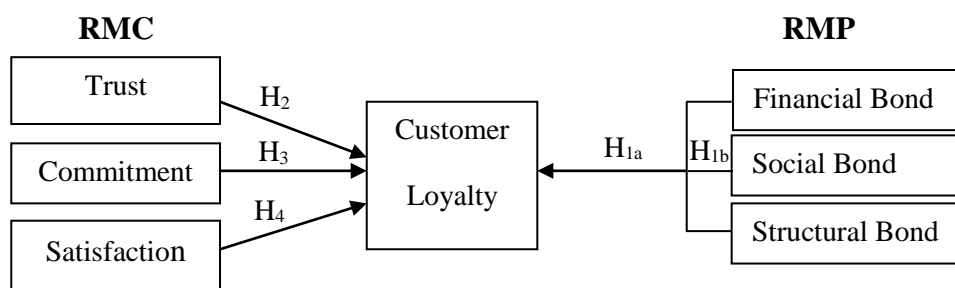 RMC
RMP
Trust
Commitment
Satisfaction
H2
H3
H4
Customer
Loyalty
H1a
H1b
Financial Bond
Social Bond
Structural Bond